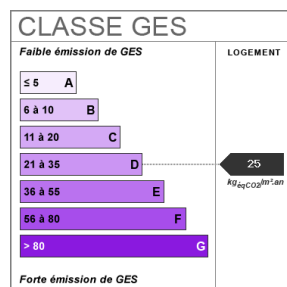 CLASSE GES
Faible émission de GES
LOGEMENT
≤ 5 A
6 à 10 B
11 à 20 C
21 à 35 D
25
kgéqCO2/m².an
36 à 55 E
56 à 80 F
> 80 G
Forte émission de GES